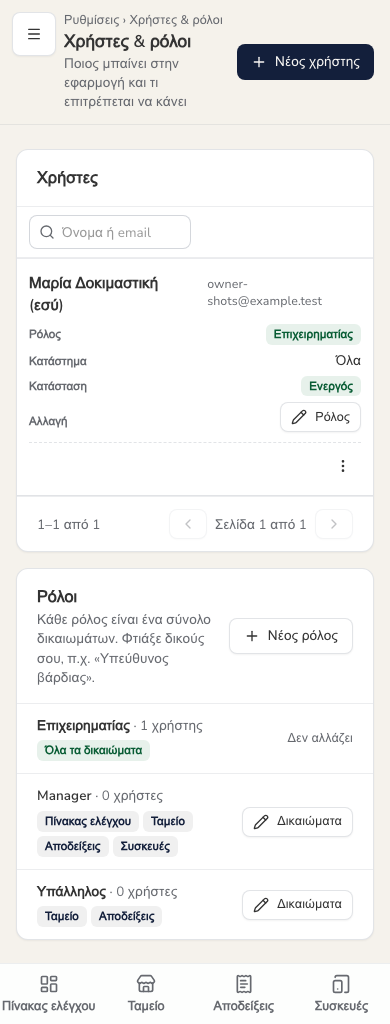 Ρυθμίσεις › Χρήστες & ρόλοι
Χρήστες & ρόλοι
Ποιος μπαίνει στην
εφαρμογή και τι
επιτρέπεται να κάνει
Νέος χρήστης
Χρήστες
Όνομα ή email
Μαρία Δοκιμαστική
(εσύ)
owner-
shots@example.test
Ρόλος
Επιχειρηματίας
Κατάστημα
Όλα
Κατάσταση
Ενεργός
Αλλαγή
Ρόλος
1–1 από 1
Σελίδα 1 από 1
Ρόλοι
Κάθε ρόλος είναι ένα σύνολο
δικαιωμάτων. Φτιάξε δικούς
σου, π.χ. «Υπεύθυνος
βάρδιας».
Νέος ρόλος
Επιχειρηματίας · 1 χρήστης
Όλα τα δικαιώματα
Δεν αλλάζει
Manager · 0 χρήστες
Πίνακας ελέγχου Ταμείο
Αποδείξεις Συσκευές
Δικαιώματα
Υπάλληλος · 0 χρήστες
Ταμείο Αποδείξεις
Δικαιώματα
Πίνακας ελέγχου Ταμείο Αποδείξεις Συσκευές